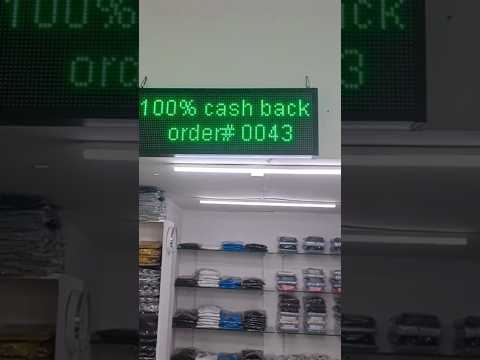 100% cash back
order# 0043